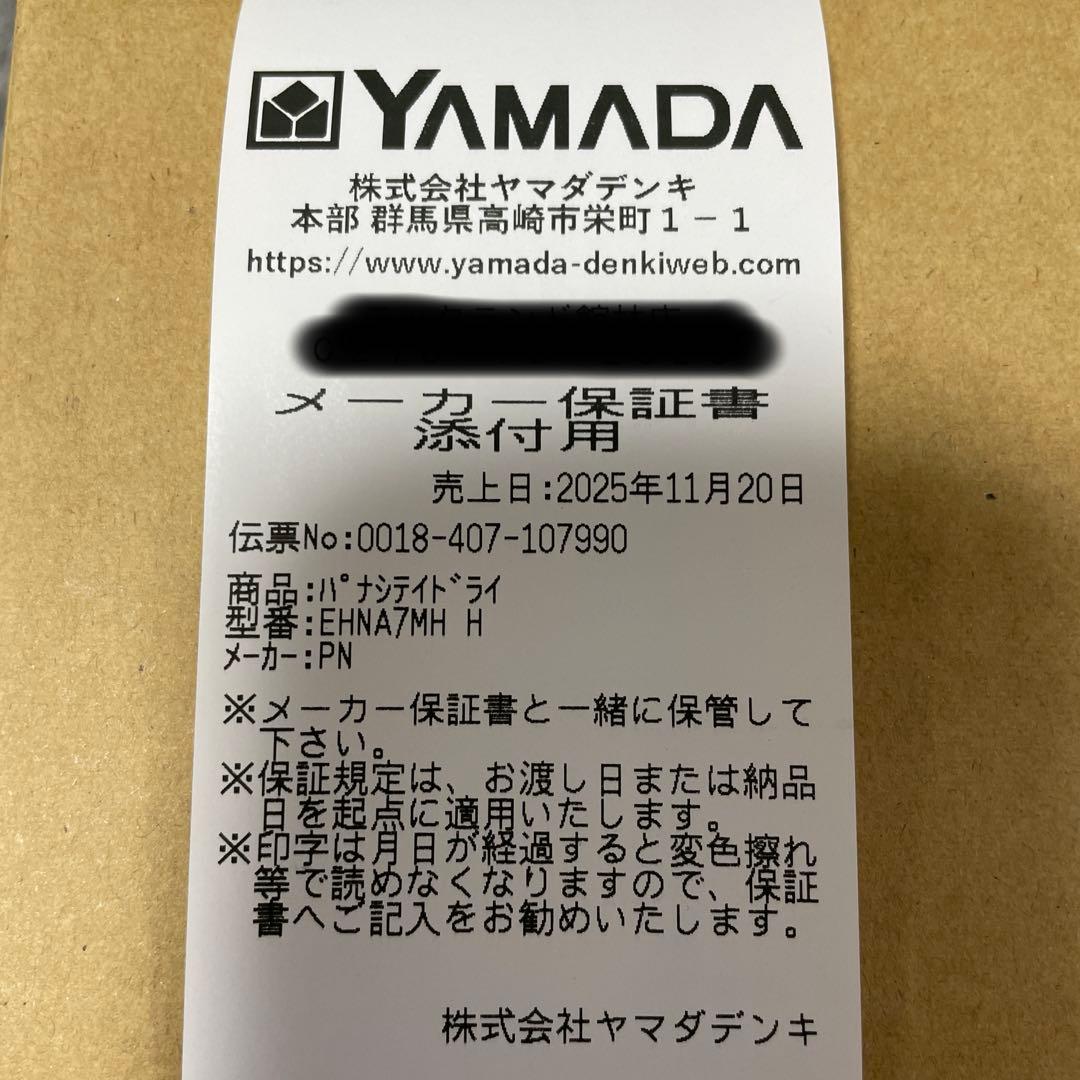 YAMADA
株式会社ヤマダデンキ
本部 群馬県高崎市栄町１－１
https://www.yamada-denkiweb.com
メーカー保証書
添付用
売上日:2025年11月20日
伝票No:0018-407-107990
商品:ﾊﾟﾅｼﾃｲﾄﾞﾗｲ
型番:EHNA7MH H
ﾒｰｶｰ:PN
※メーカー保証書と一緒に保管して
下さい。
※保証規定は、お渡し日または納品
日を起点に適用いたします。
※印字は月日が経過すると変色擦れ
等で読めなくなりますので、保証
書へご記入をお勧めいたします。
株式会社ヤマダデンキ